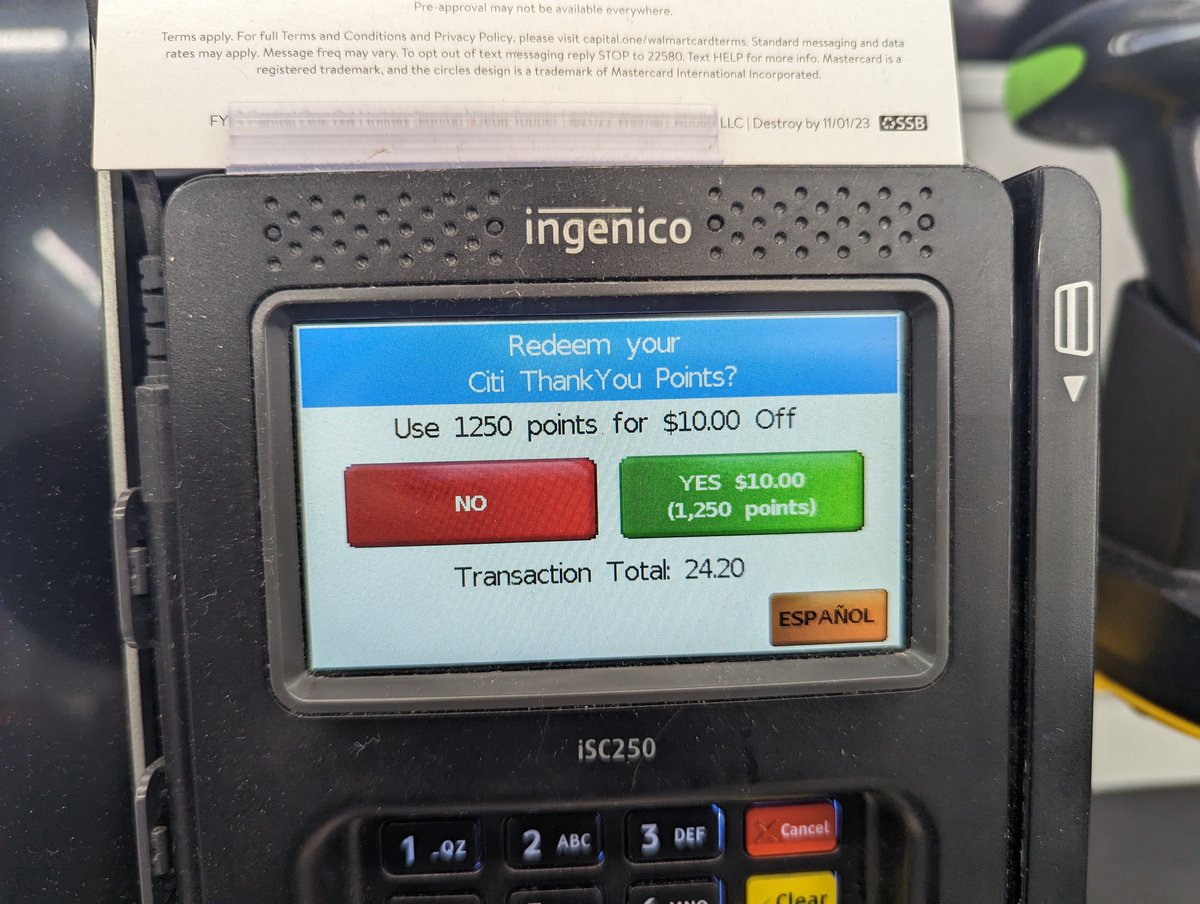 Pre-approval may not be available everywhere.
Terms apply. For full Terms and Conditions and Privacy Policy, please visit capital.one/walmartcardterms. Standard messaging and data
rates may apply. Message freq may vary. To opt out of text messaging reply STOP to 22580. Text HELP for more info. Mastercard is a
registered trademark, and the circles design is a trademark of Mastercard International Incorporated.
FY LLC | Destroy by 11/01/23 SSB
ingenico
Redeem your
Citi ThankYou Points?
Use 1250 points for $10.00 Off
NO
YES $10.00
(1,250 points)
Transaction Total: 24.20
ESPAÑOL
iSC250
1 .QZ 2 ABC 3 DEF Cancel
Clear